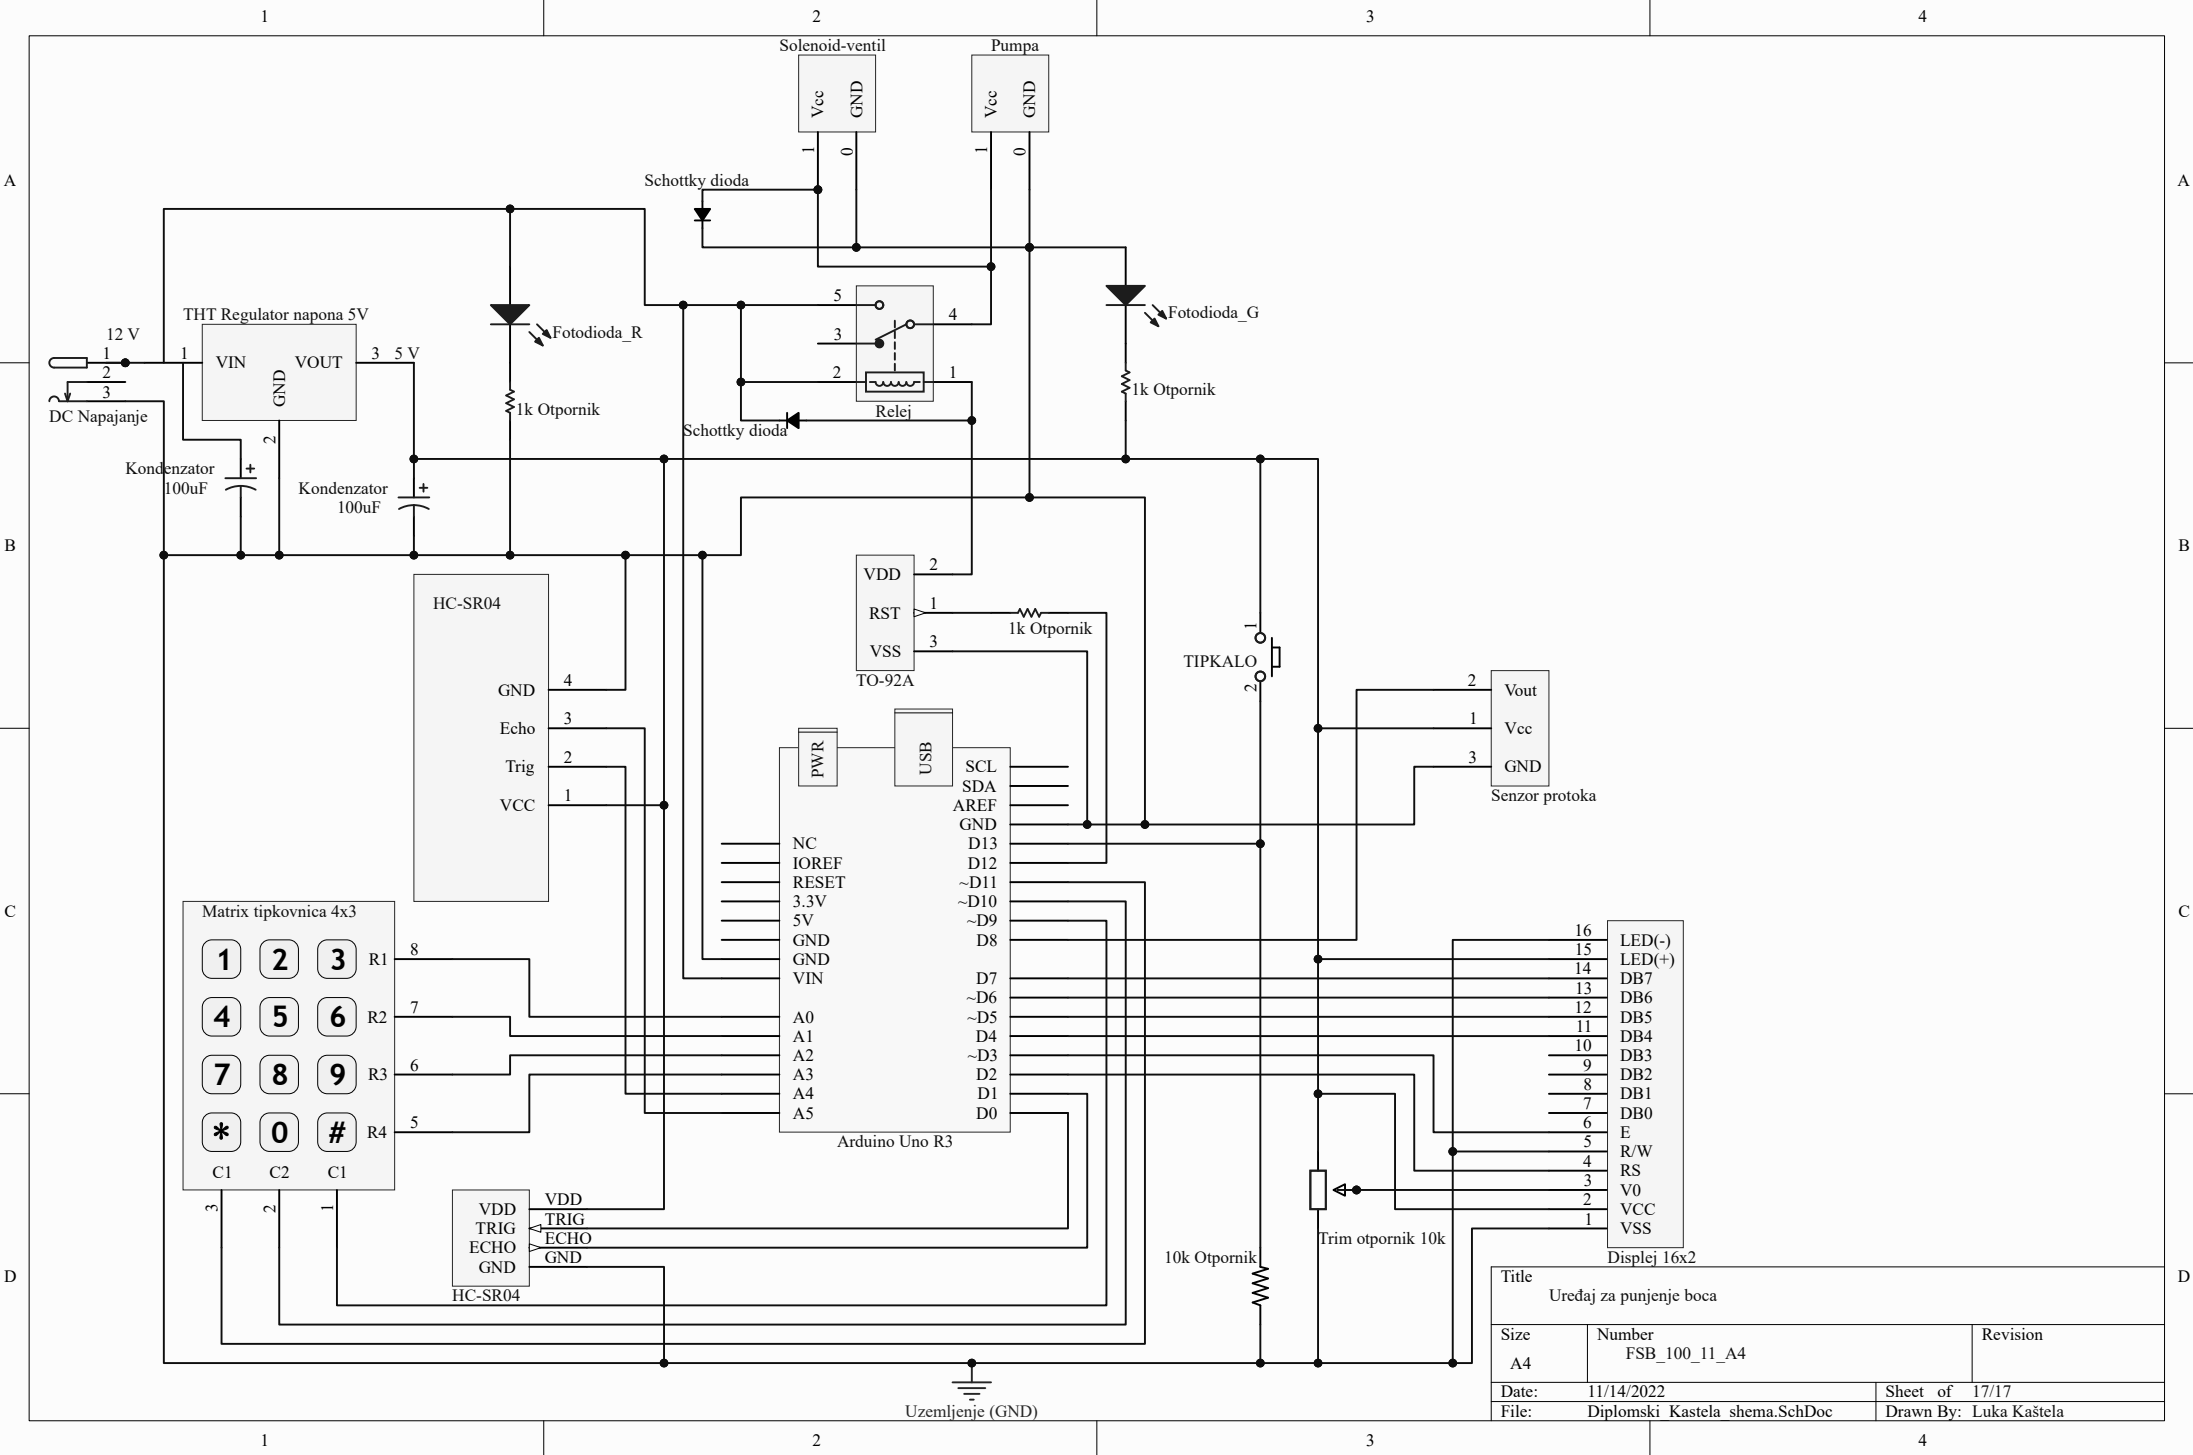 1 2 3 4
Solenoid-ventil
Pumpa
Vcc
GND
1
0
Vcc
GND
1
0
A
A
Schottky dioda
12 V
DC Napajanje
1
2
3
THT Regulator napona 5V
1
VIN
VOUT
3
5 V
GND
2
Kondenzator
100uF
+
Kondenzator
100uF
+
Fotodioda_R
1k Otpornik
5
4
3
2
1
Relej
Schottky dioda
Fotodioda_G
1k Otpornik
B
B
HC-SR04
GND 4
Echo 3
Trig 2
VCC 1
VDD 2
RST 1
VSS 3
TO-92A
1k Otpornik
1
TIPKALO
2
2 Vout
1 Vcc
3 GND
Senzor protoka
PWR
USB
SCL
SDA
AREF
GND
NC
D13
IOREF
D12
RESET
~D11
3.3V
~D10
5V
~D9
GND
D8
GND
VIN
D7
~D6
A0
~D5
A1
D4
A2
~D3
A3
D2
A4
D1
A5
D0
Arduino Uno R3
C
C
Matrix tipkovnica 4x3
1 2 3 R1 8
4 5 6 R2 7
7 8 9 R3 6
* 0 # R4 5
C1 C2 C1
3 2 1
16 LED(-)
15 LED(+)
14 DB7
13 DB6
12 DB5
11 DB4
10 DB3
9 DB2
8 DB1
7 DB0
6 E
5 R/W
4 RS
3 V0
2 VCC
1 VSS
Displej 16x2
Trim otpornik 10k
10k Otpornik
VDD VDD
TRIG TRIG
ECHO ECHO
GND GND
HC-SR04
D
D
Uzemljenje (GND)
Title
Uređaj za punjenje boca
Size
A4
Number
FSB_100_11_A4
Revision
Date: 11/14/2022
Sheet of 17/17
File: Diplomski_Kastela_shema.SchDoc
Drawn By: Luka Kaštela
1 2 3 4